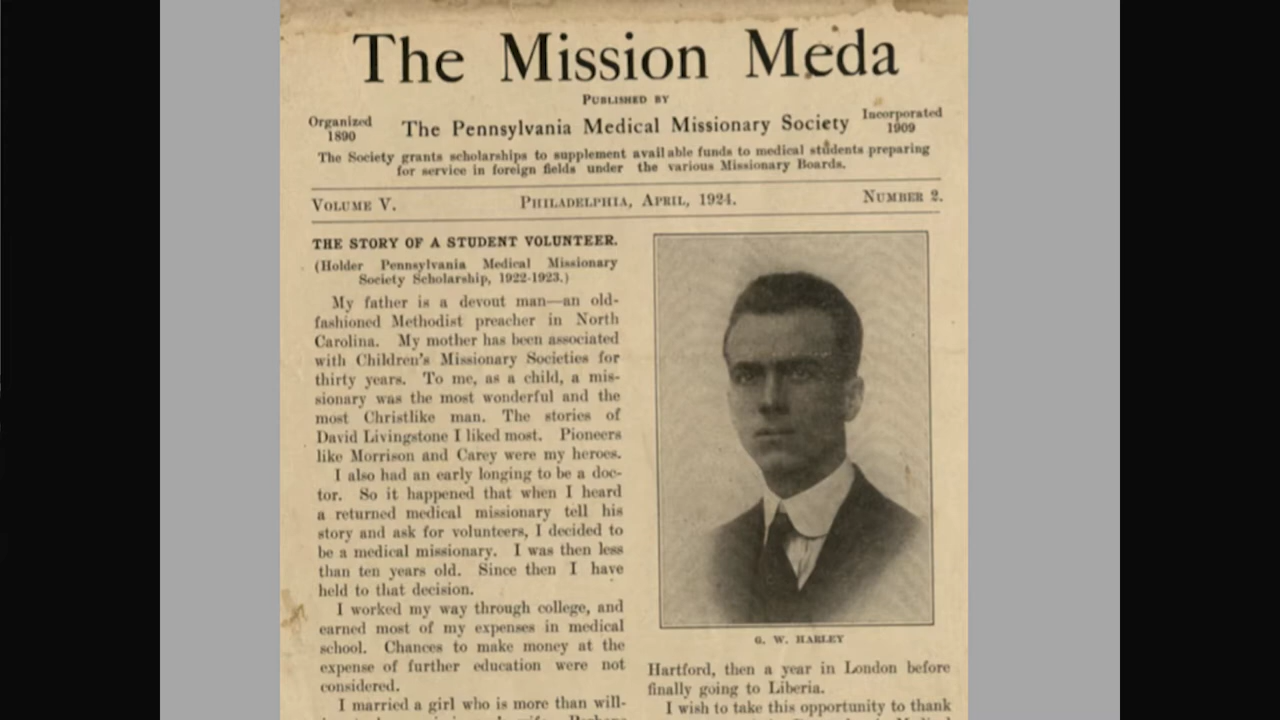 The Mission Meda
PUBLISHED BY
Organized
1890
The Pennsylvania Medical Missionary Society
Incorporated
1909
The Society grants scholarships to supplement available funds to medical students preparing
for service in foreign fields under the various Missionary Boards.
VOLUME V. PHILADELPHIA, APRIL, 1924. NUMBER 2.
THE STORY OF A STUDENT VOLUNTEER.
(Holder Pennsylvania Medical Missionary
Society Scholarship, 1922-1923.)
My father is a devout man—an old-
fashioned Methodist preacher in North
Carolina. My mother has been associated
with Children's Missionary Societies for
thirty years. To me, as a child, a mis-
sionary was the most wonderful and the
most Christlike man. The stories of
David Livingstone I liked most. Pioneers
like Morrison and Carey were my heroes.
I also had an early longing to be a doc-
tor. So it happened that when I heard
a returned medical missionary tell his
story and ask for volunteers, I decided to
be a medical missionary. I was then less
than ten years old. Since then I have
held to that decision.
I worked my way through college, and
earned most of my expenses in medical
school. Chances to make money at the
expense of further education were not
considered.
I married a girl who is more than will-
G. W. HARLEY
Hartford, then a year in London before
finally going to Liberia.
I wish to take this opportunity to thank